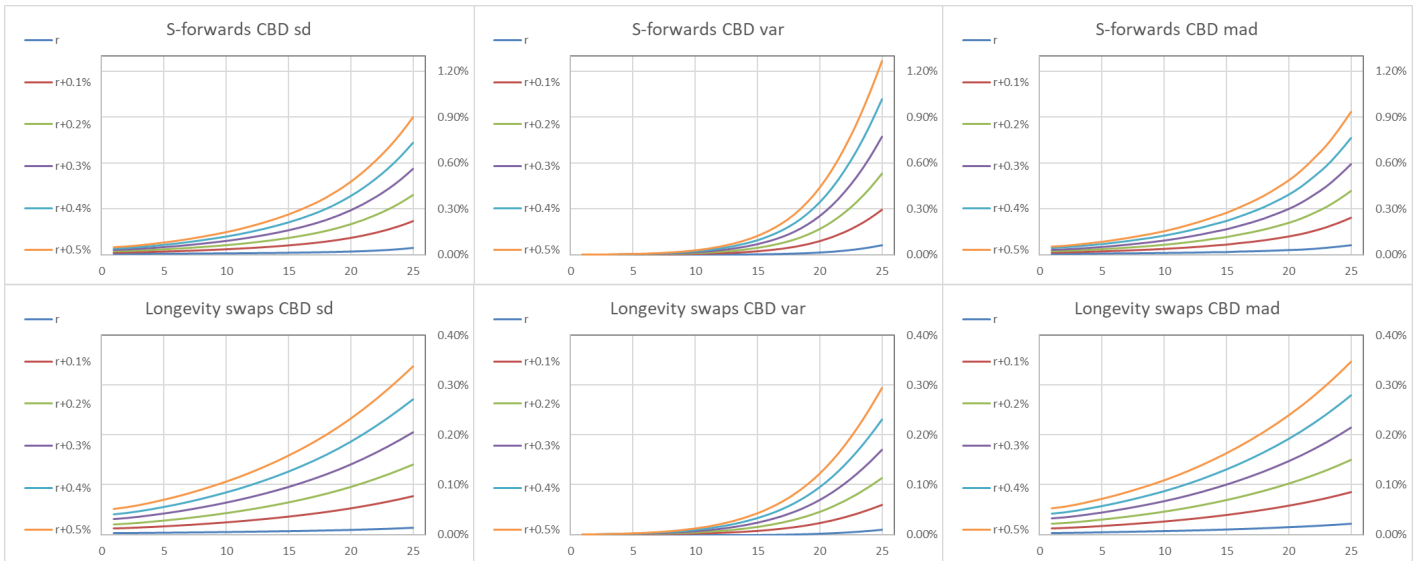 S-forwards CBD sd
r
r+0.1%
r+0.2%
r+0.3%
r+0.4%
r+0.5%
1.20%
0.90%
0.60%
0.30%
0.00%
0 5 10 15 20 25
S-forwards CBD var
r
r+0.1%
r+0.2%
r+0.3%
r+0.4%
r+0.5%
1.20%
0.90%
0.60%
0.30%
0.00%
0 5 10 15 20 25
S-forwards CBD mad
r
r+0.1%
r+0.2%
r+0.3%
r+0.4%
r+0.5%
1.20%
0.90%
0.60%
0.30%
0.00%
0 5 10 15 20 25
Longevity swaps CBD sd
r
r+0.1%
r+0.2%
r+0.3%
r+0.4%
r+0.5%
0.40%
0.30%
0.20%
0.10%
0.00%
0 5 10 15 20 25
Longevity swaps CBD var
r
r+0.1%
r+0.2%
r+0.3%
r+0.4%
r+0.5%
0.40%
0.30%
0.20%
0.10%
0.00%
0 5 10 15 20 25
Longevity swaps CBD mad
r
r+0.1%
r+0.2%
r+0.3%
r+0.4%
r+0.5%
0.40%
0.30%
0.20%
0.10%
0.00%
0 5 10 15 20 25